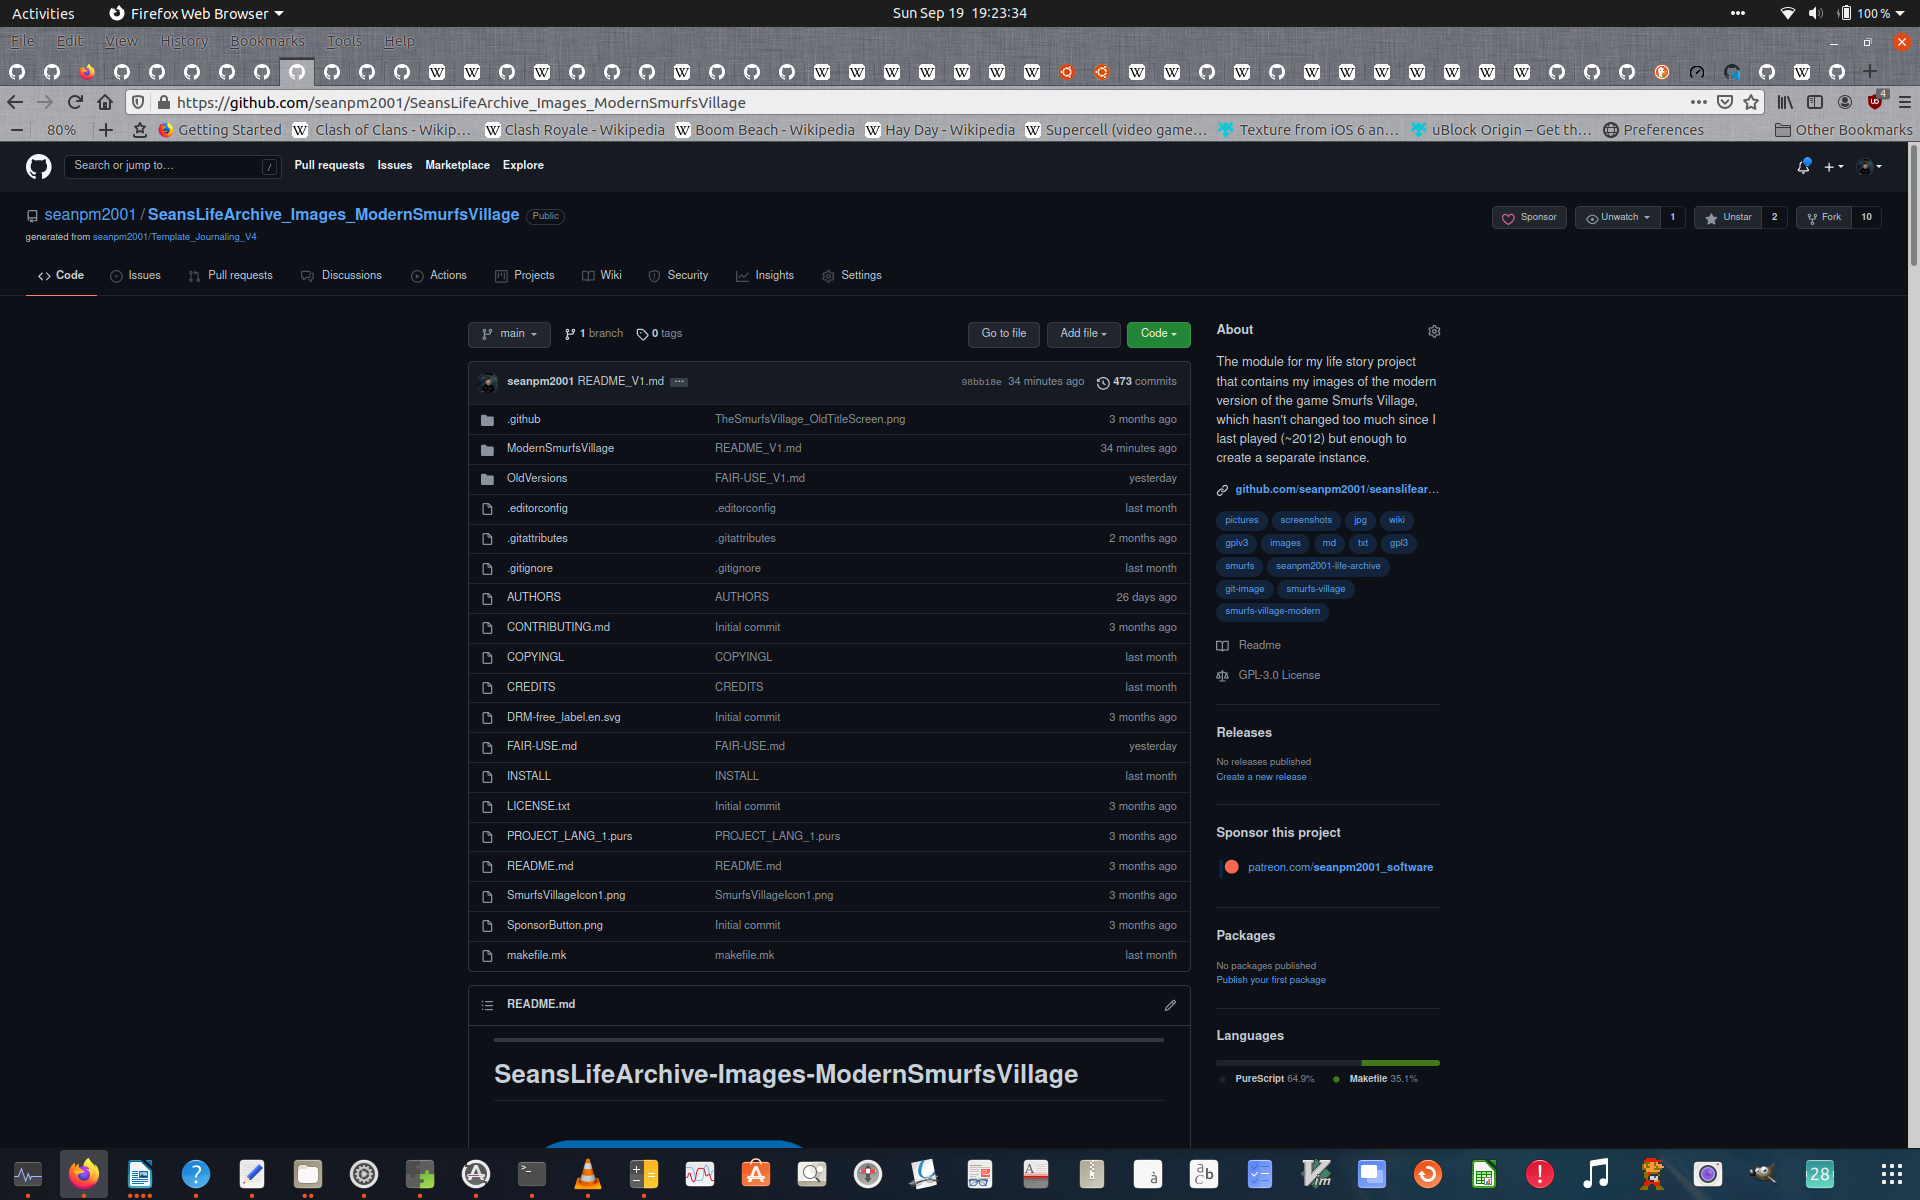 Activities
Firefox Web Browser
Sun Sep 19 19:23:34
100 %
File Edit View History Bookmarks Tools Help
https://github.com/seanpm2001/SeansLifeArchive_Images_ModernSmurfsVillage
4
80%
Getting Started
Clash of Clans - Wikip…
Clash Royale - Wikipedia
Boom Beach - Wikipedia
Hay Day - Wikipedia
Supercell (video game…
Texture from iOS 6 an…
uBlock Origin – Get th…
Preferences
Other Bookmarks
Search or jump to…
/
Pull requests Issues Marketplace Explore
seanpm2001 / SeansLifeArchive_Images_ModernSmurfsVillage Public
generated from seanpm2001/Template_Journaling_V4
Sponsor
Unwatch 1
Unstar 2
Fork 10
Code
Issues
Pull requests
Discussions
Actions
Projects
Wiki
Security
Insights
Settings
main
1 branch
0 tags
Go to file
Add file
Code
seanpm2001 README_V1.md … 98bb18e 34 minutes ago 473 commits
.github TheSmurfsVillage_OldTitleScreen.png 3 months ago
ModernSmurfsVillage README_V1.md 34 minutes ago
OldVersions FAIR-USE_V1.md yesterday
.editorconfig .editorconfig last month
.gitattributes .gitattributes 2 months ago
.gitignore .gitignore last month
AUTHORS AUTHORS 26 days ago
CONTRIBUTING.md Initial commit 3 months ago
COPYINGL COPYINGL last month
CREDITS CREDITS last month
DRM-free_label.en.svg Initial commit 3 months ago
FAIR-USE.md FAIR-USE.md yesterday
INSTALL INSTALL last month
LICENSE.txt Initial commit 3 months ago
PROJECT_LANG_1.purs PROJECT_LANG_1.purs 3 months ago
README.md README.md 3 months ago
SmurfsVillageIcon1.png SmurfsVillageIcon1.png 3 months ago
SponsorButton.png Initial commit 3 months ago
makefile.mk makefile.mk last month
README.md
SeansLifeArchive-Images-ModernSmurfsVillage
About
The module for my life story project
that contains my images of the modern
version of the game Smurfs Village,
which hasn't changed too much since I
last played (~2012) but enough to
create a separate instance.
github.com/seanpm2001/seanslifear…
pictures screenshots jpg wiki
gplv3 images md txt gpl3
smurfs seanpm2001-life-archive
git-image smurfs-village
smurfs-village-modern
Readme
GPL-3.0 License
Releases
No releases published
Create a new release
Sponsor this project
patreon.com/seanpm2001_software
Packages
No packages published
Publish your first package
Languages
PureScript 64.9% Makefile 35.1%
28